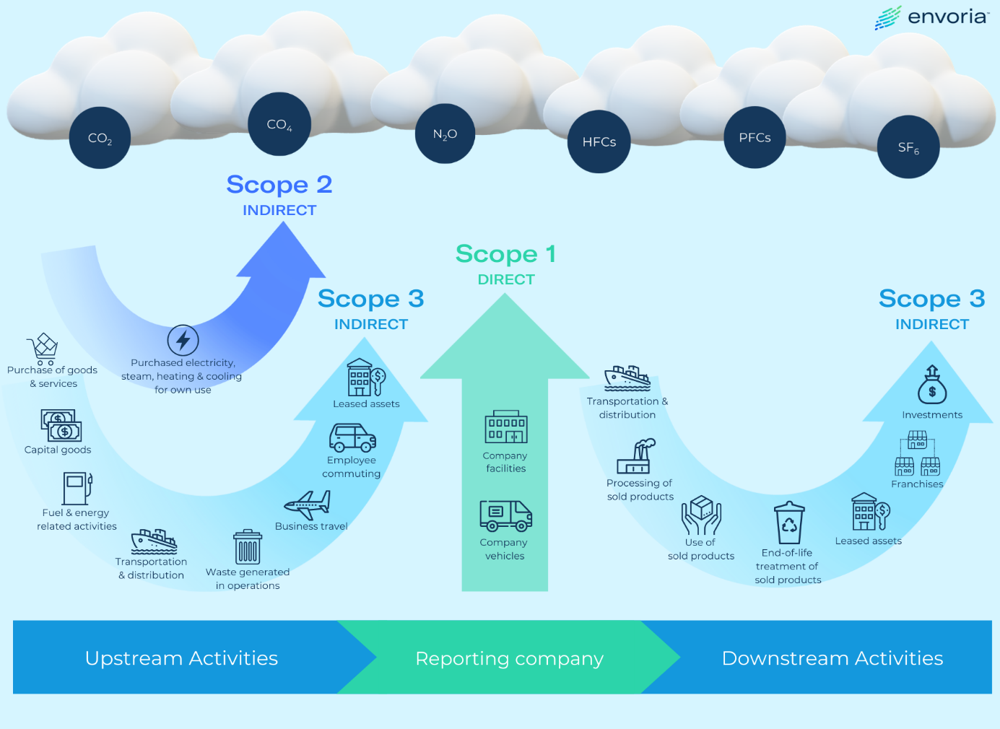 envoria™
CO₂
CO₄
N₂O
HFCs
PFCs
SF₆
Scope 2
INDIRECT
Purchased electricity,
steam, heating & cooling
for own use
Scope 3
INDIRECT
Purchase of goods
& services
Capital goods
Fuel & energy
related activities
Transportation
& distribution
Waste generated
in operations
Business travel
Employee
commuting
Leased assets
Scope 1
DIRECT
Company
facilities
Company
vehicles
Scope 3
INDIRECT
Transportation &
distribution
Processing of
sold products
Use of
sold products
End-of-life
treatment of
sold products
Leased assets
Franchises
Investments
Upstream Activities
Reporting company
Downstream Activities